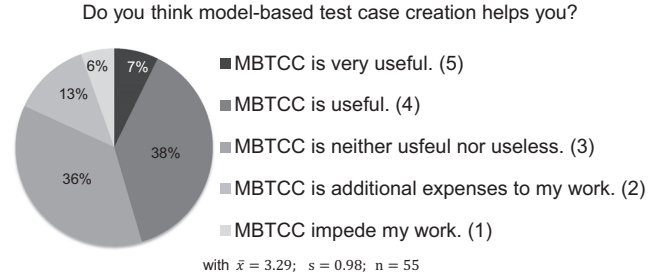 Do you think model-based test case creation helps you?
6%
7%
13%
38%
36%
MBTCC is very useful. (5)
MBTCC is useful. (4)
MBTCC is neither usfeul nor useless. (3)
MBTCC is additional expenses to my work. (2)
MBTCC impede my work. (1)
with x̄ = 3.29; s = 0.98; n = 55